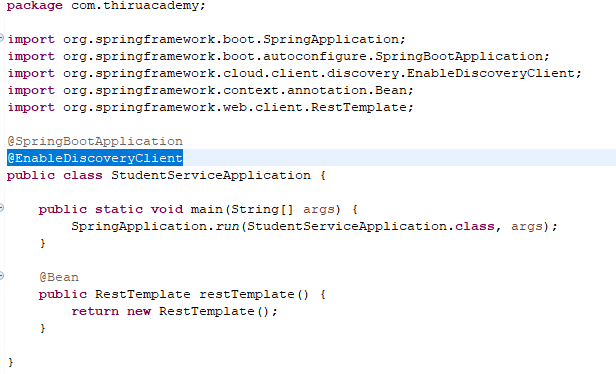 package com.thiruacademy;
import org.springframework.boot.SpringApplication;
import org.springframework.boot.autoconfigure.SpringBootApplication;
import org.springframework.cloud.client.discovery.EnableDiscoveryClient;
import org.springframework.context.annotation.Bean;
import org.springframework.web.client.RestTemplate;
@SpringBootApplication
@EnableDiscoveryClient
public class StudentServiceApplication {
public static void main(String[] args) {
SpringApplication.run(StudentServiceApplication.class, args);
}
@Bean
public RestTemplate restTemplate() {
return new RestTemplate();
}
}